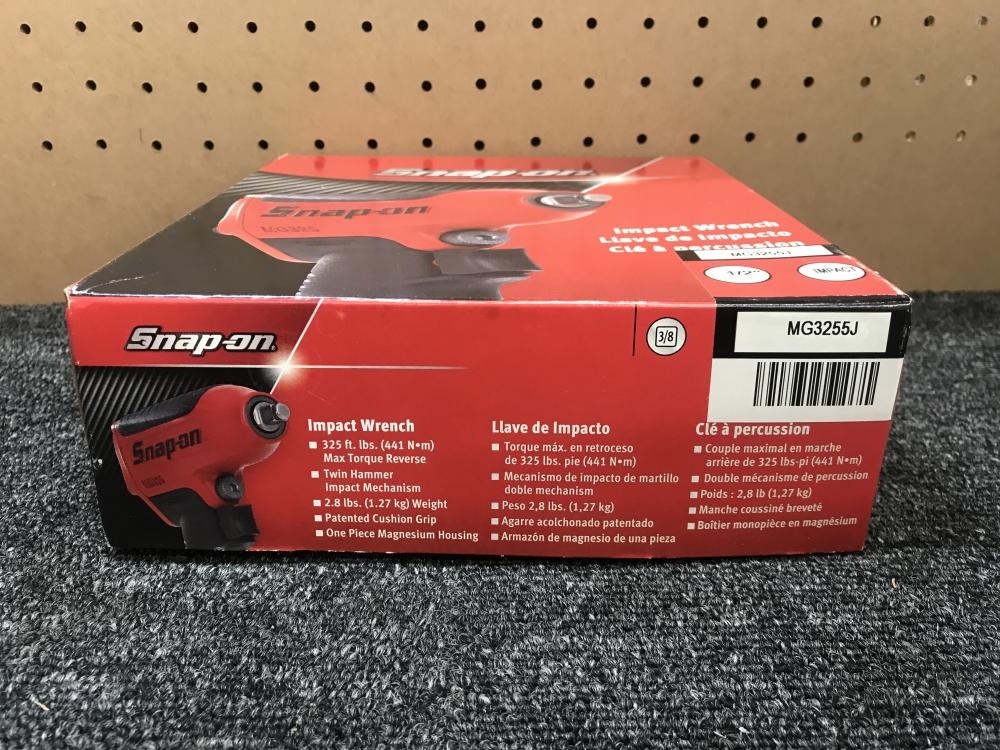 Snap-on
Snap-on
MG325
Impact Wrench
Llave de Impacto
Clé à percussion
MG3255J
1/2"
IMPACT
Snap-on
3/8
MG3255J
Snap-on
Impact Wrench
325 ft. lbs. (441 N•m)
Max Torque Reverse
Twin Hammer
Impact Mechanism
2.8 lbs. (1.27 kg) Weight
Patented Cushion Grip
One Piece Magnesium Housing
Llave de Impacto
Torque máx. en retroceso
de 325 lbs. pie (441 N•m)
Mecanismo de impacto de martillo
doble mechanism
Peso 2,8 lbs. (1,27 kg)
Agarre acolchonado patentado
Armazón de magnesio de una pieza
Clé à percussion
Couple maximal en marche
arrière de 325 lbs-pi (441 N•m)
Double mécanisme de percussion
Poids : 2,8 lb (1,27 kg)
Manche coussiné breveté
Boîtier monopièce en magnésium